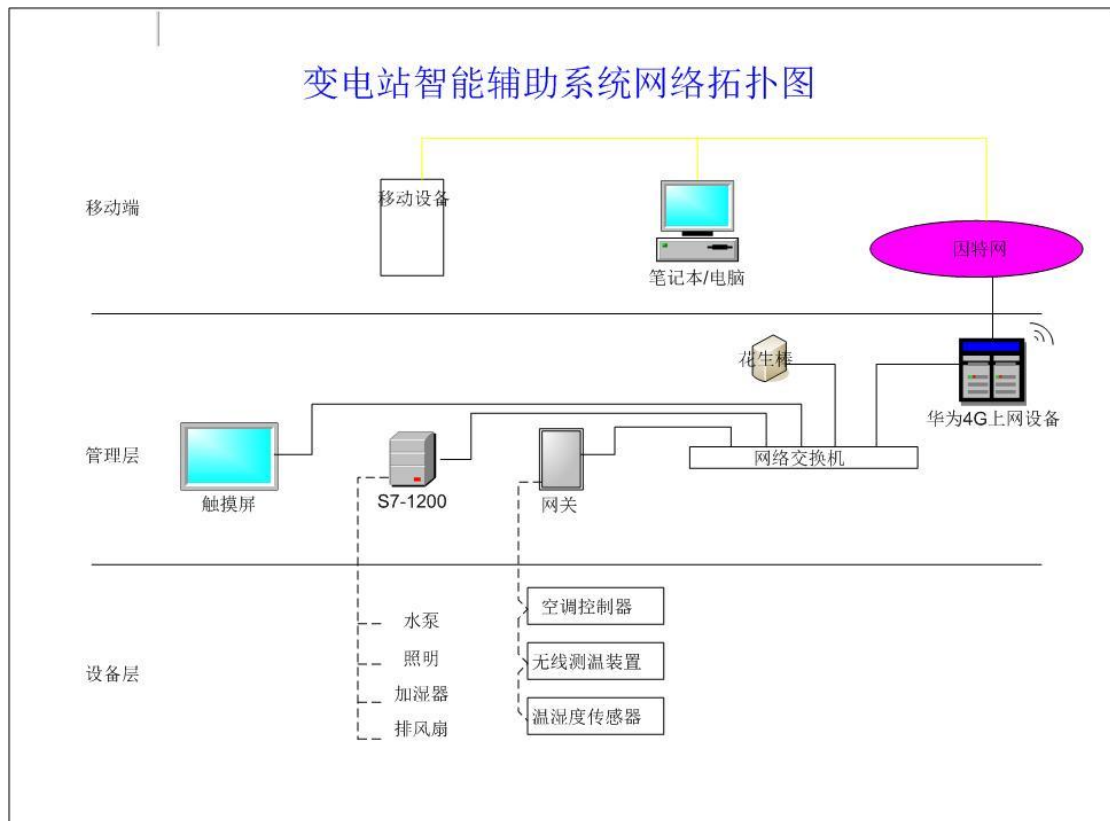 变电站智能辅助系统网络拓扑图
移动端
移动设备
笔记本/电脑
因特网
花生棒
华为4G上网设备
管理层
网络交换机
触摸屏
S7-1200
网关
设备层
水泵
照明
加湿器
排风扇
空调控制器
无线测温装置
温湿度传感器